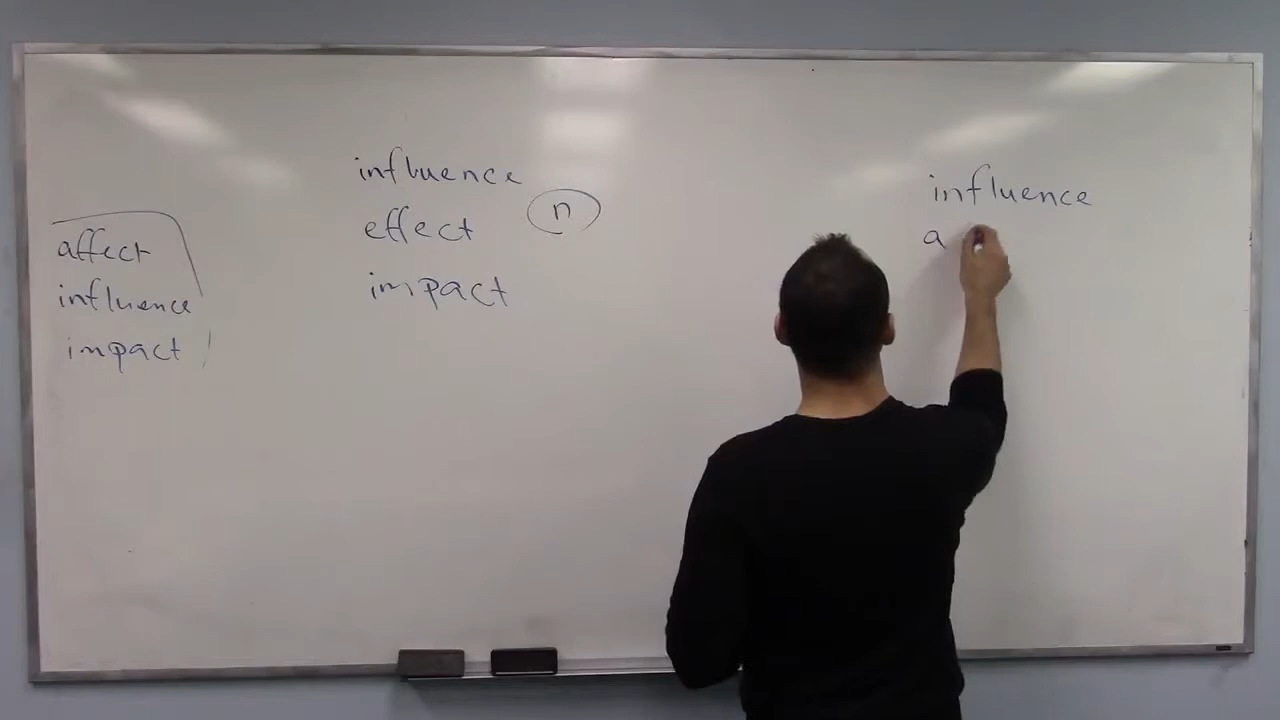 affect
influence
impact
influence
effect
n
impact
influence
a